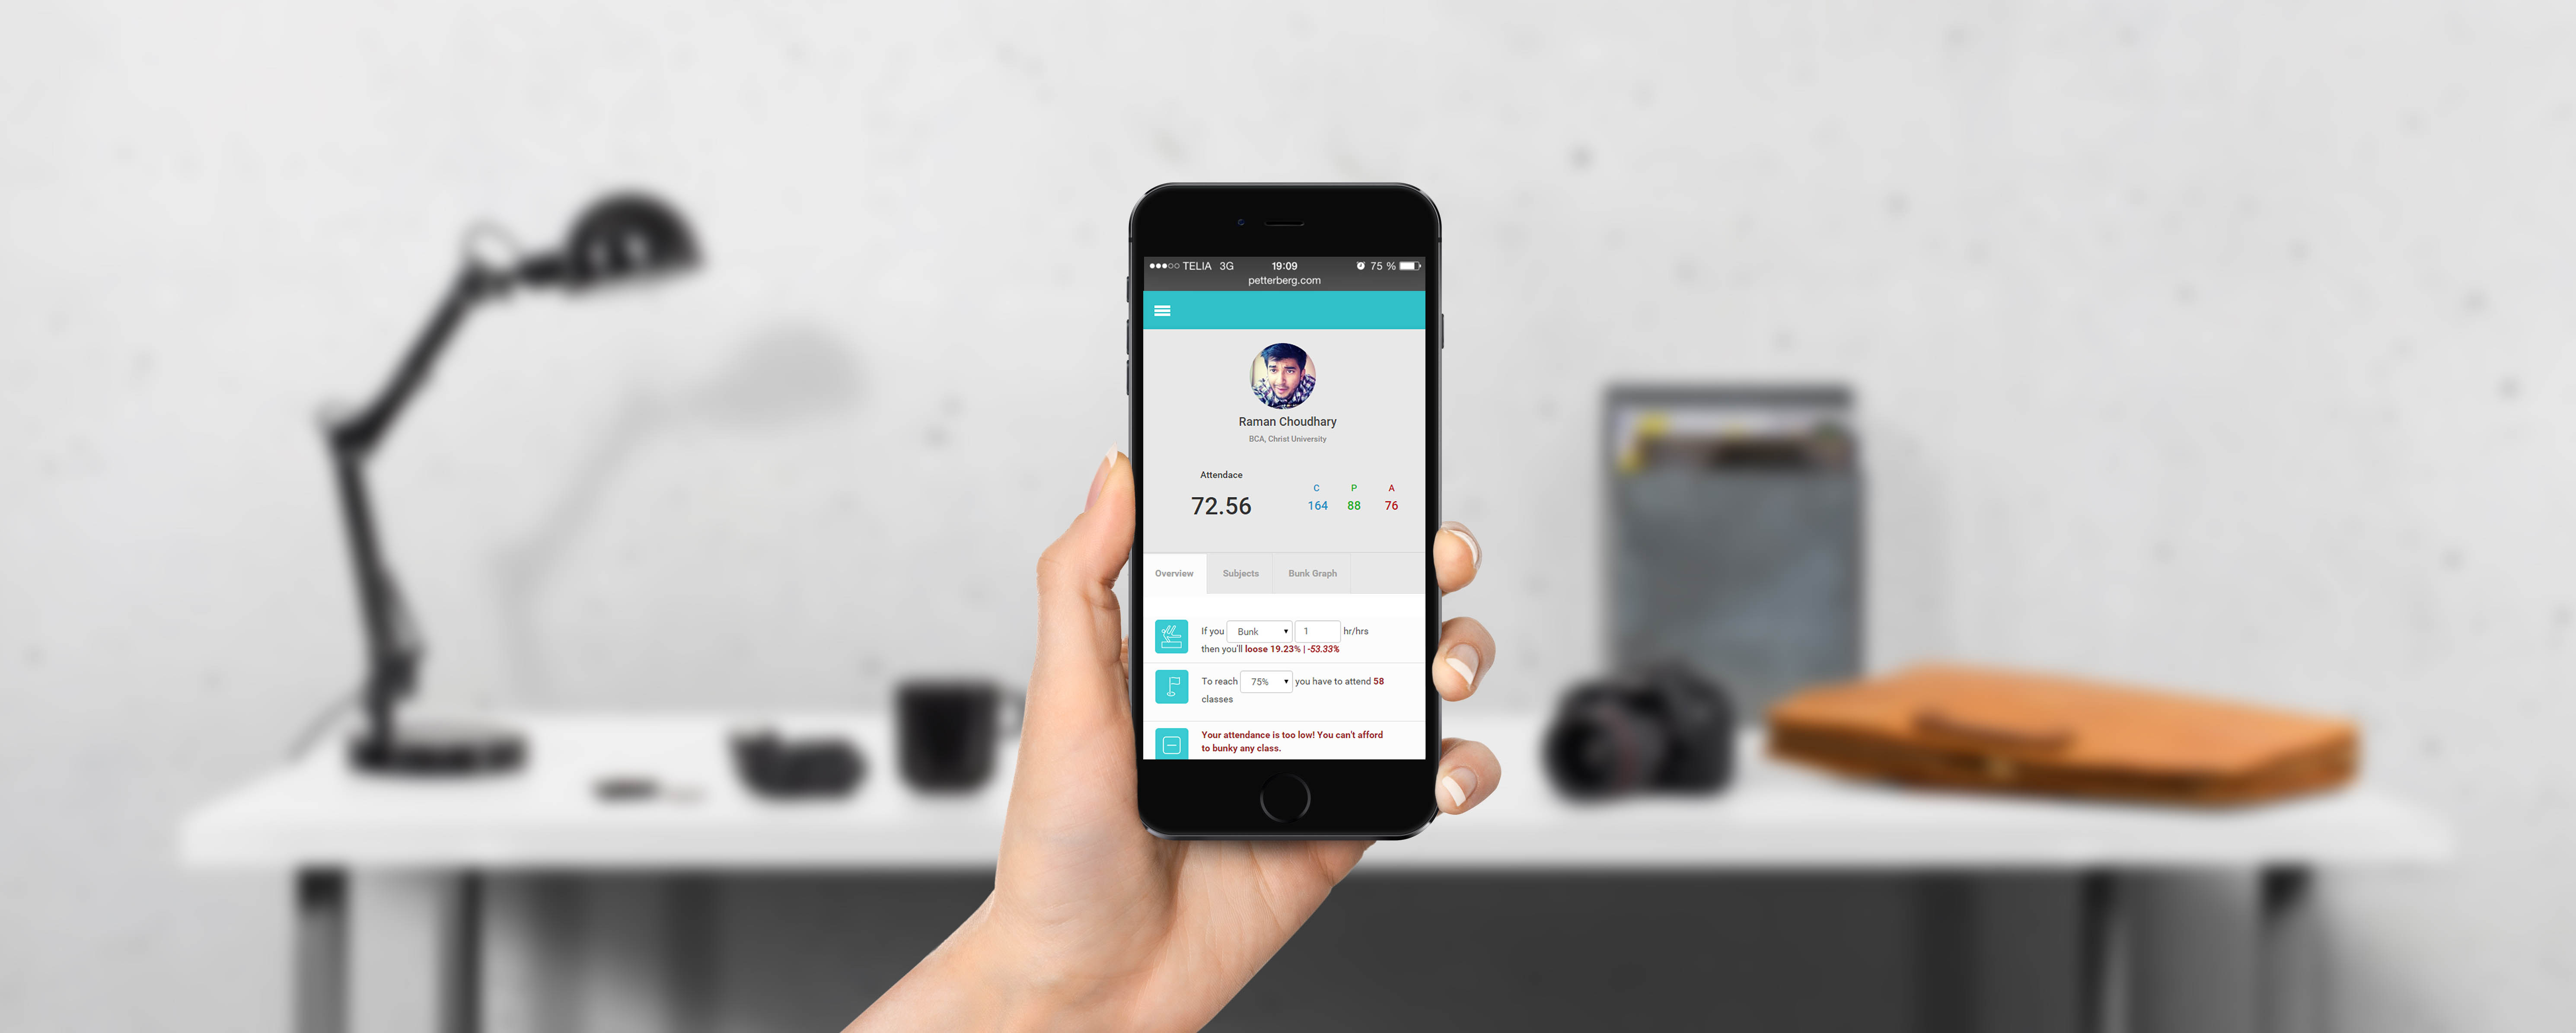 TELIA 3G 19:09 75 %
petterberg.com
Raman Choudhary
BCA, Christ University
Attendace
72.56
C P A
164 88 76
Overview Subjects Bunk Graph
If you Bunk 1 hr/hrs
then you'll loose 19.23% | -53.33%
To reach 75% you have to attend 58
classes
Your attendance is too low! You can't afford
to bunky any class.